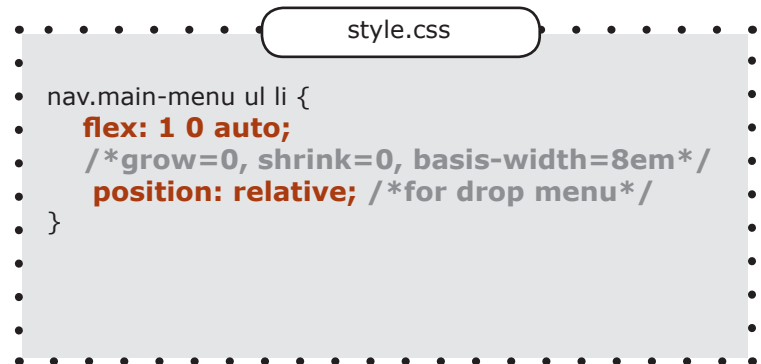 style.css
nav.main-menu ul li {
flex: 1 0 auto;
/*grow=0, shrink=0, basis-width=8em*/
position: relative; /*for drop menu*/
}